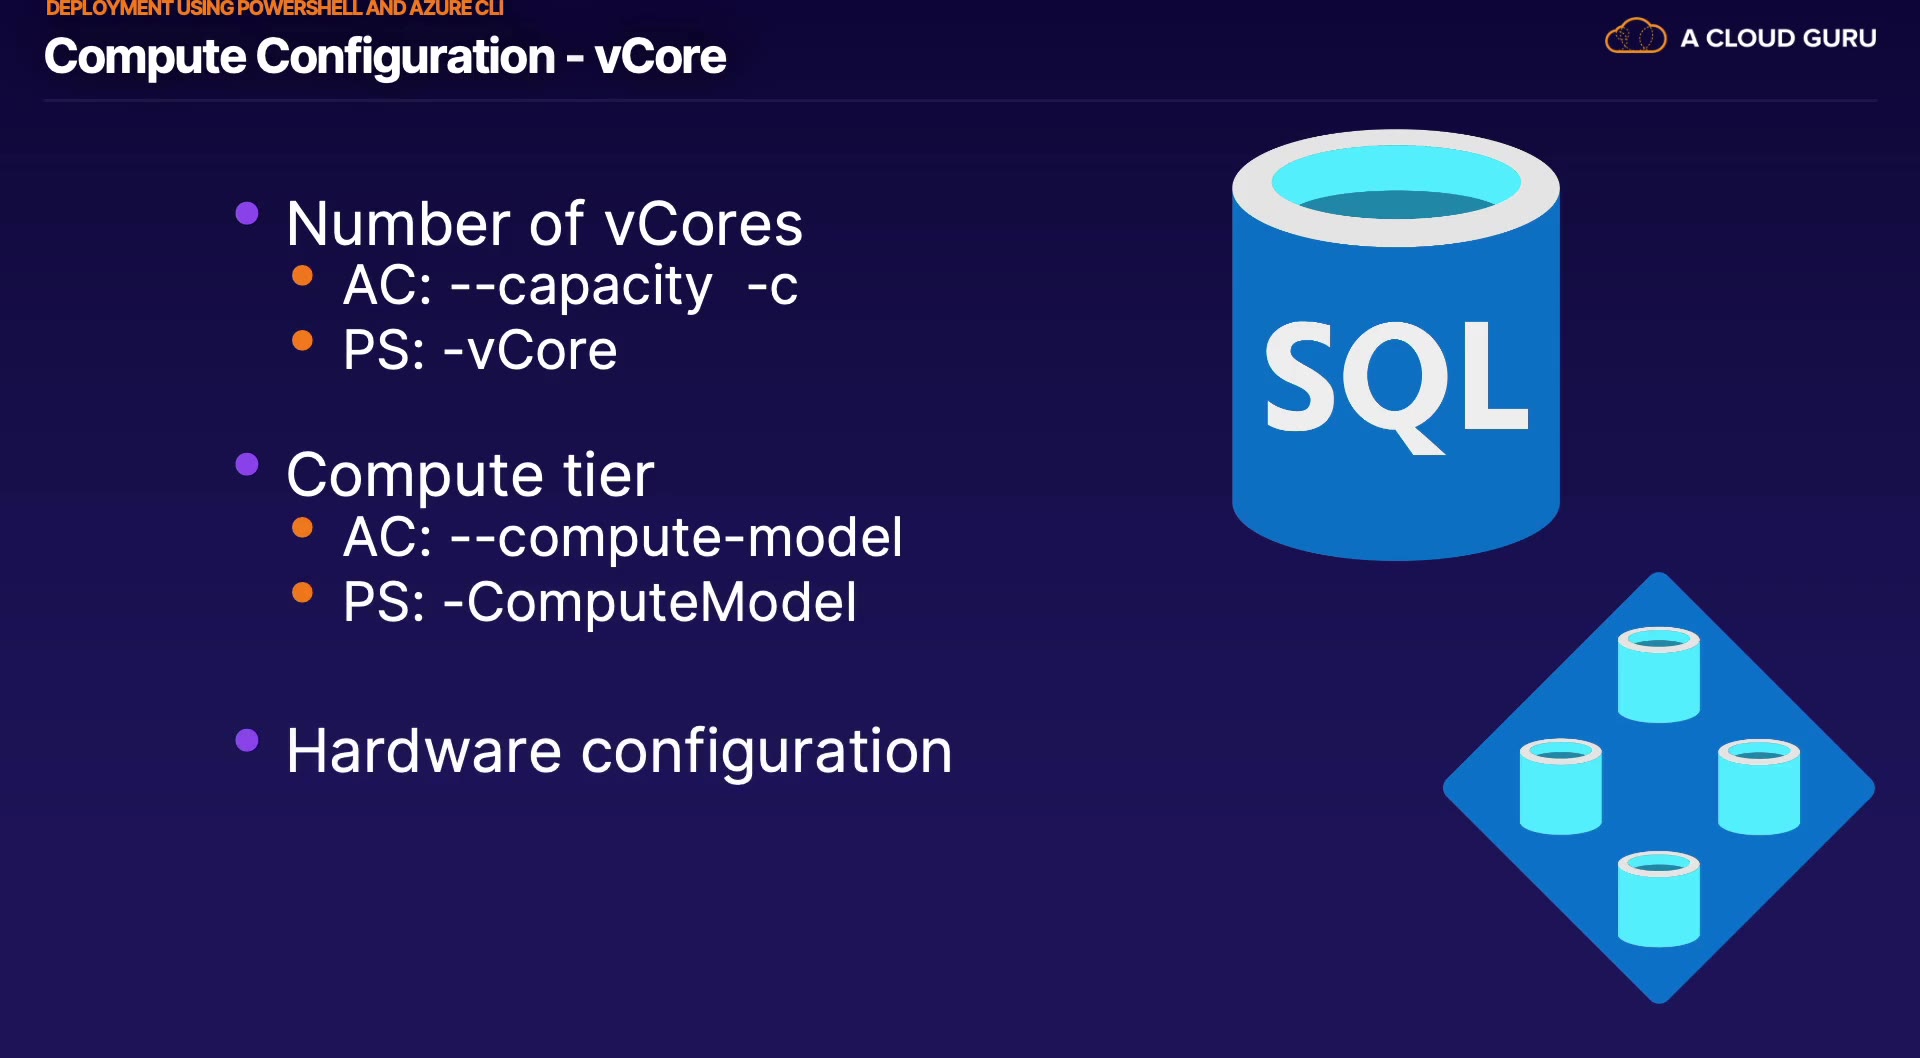 DEPLOYMENT USING POWERSHELL AND AZURE CLI
Compute Configuration - vCore
A CLOUD GURU
Number of vCores
AC: --capacity -c
PS: -vCore
Compute tier
AC: --compute-model
PS: -ComputeModel
Hardware configuration
SQL